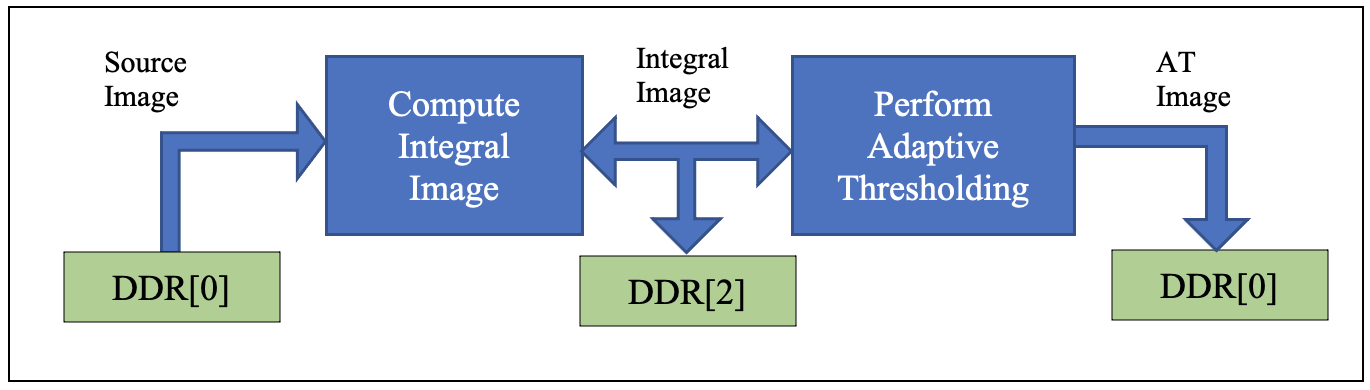 Source
Image
Compute
Integral
Image
Integral
Image
Perform
Adaptive
Thresholding
AT
Image
DDR[0]
DDR[2]
DDR[0]